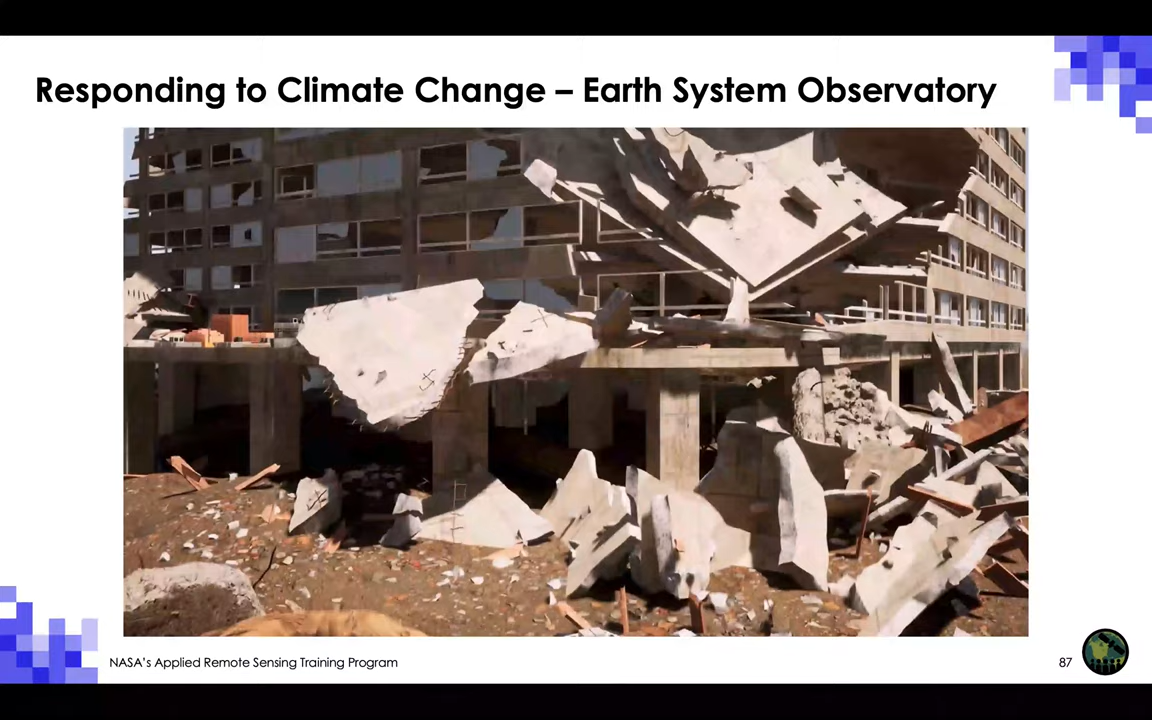 Responding to Climate Change – Earth System Observatory
NASA's Applied Remote Sensing Training Program
87